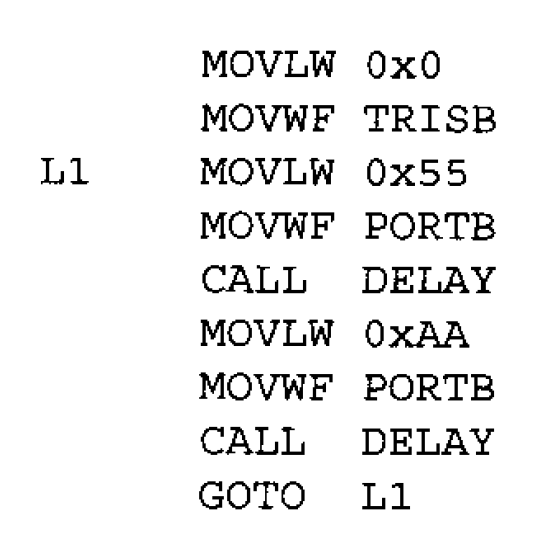 MOVLW 0x0
MOVWF TRISB
L1 MOVLW 0x55
MOVWF PORTB
CALL DELAY
MOVLW 0xAA
MOVWF PORTB
CALL DELAY
GOTO L1